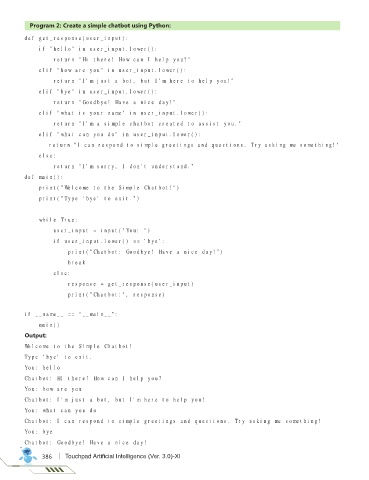 Program 2: Create a simple chatbot using Python:
def get_response(user_input):
if "hello" in user_input.lower():
return "Hi there! How can I help you?"
elif "how are you" in user_input.lower():
return "I'm just a bot, but I'm here to help you!"
elif "bye" in user_input.lower():
return "Goodbye! Have a nice day!"
elif "what is your name" in user_input.lower():
return "I'm a simple chatbot created to assist you."
elif "what can you do" in user_input.lower():
return "I can respond to simple greetings and questions. Try asking me something!"
else:
return "I'm sorry, I don't understand."
def main():
print("Welcome to the Simple Chatbot!")
print("Type 'bye' to exit.")
while True:
user_input = input("You: ")
if user_input.lower() == 'bye':
print("Chatbot: Goodbye! Have a nice day!")
break
else:
response = get_response(user_input)
print("Chatbot:", response)
if __name__ == "__main__":
main()
Output:
Welcome to the Simple Chatbot!
Type 'bye' to exit.
You: hello
Chatbot: Hi there! How can I help you?
You: how are you
Chatbot: I'm just a bot, but I'm here to help you!
You: what can you do
Chatbot: I can respond to simple greetings and questions. Try asking me something!
You: bye
Chatbot: Goodbye! Have a nice day!
386 | Touchpad Artificial Intelligence (Ver. 3.0)-XI